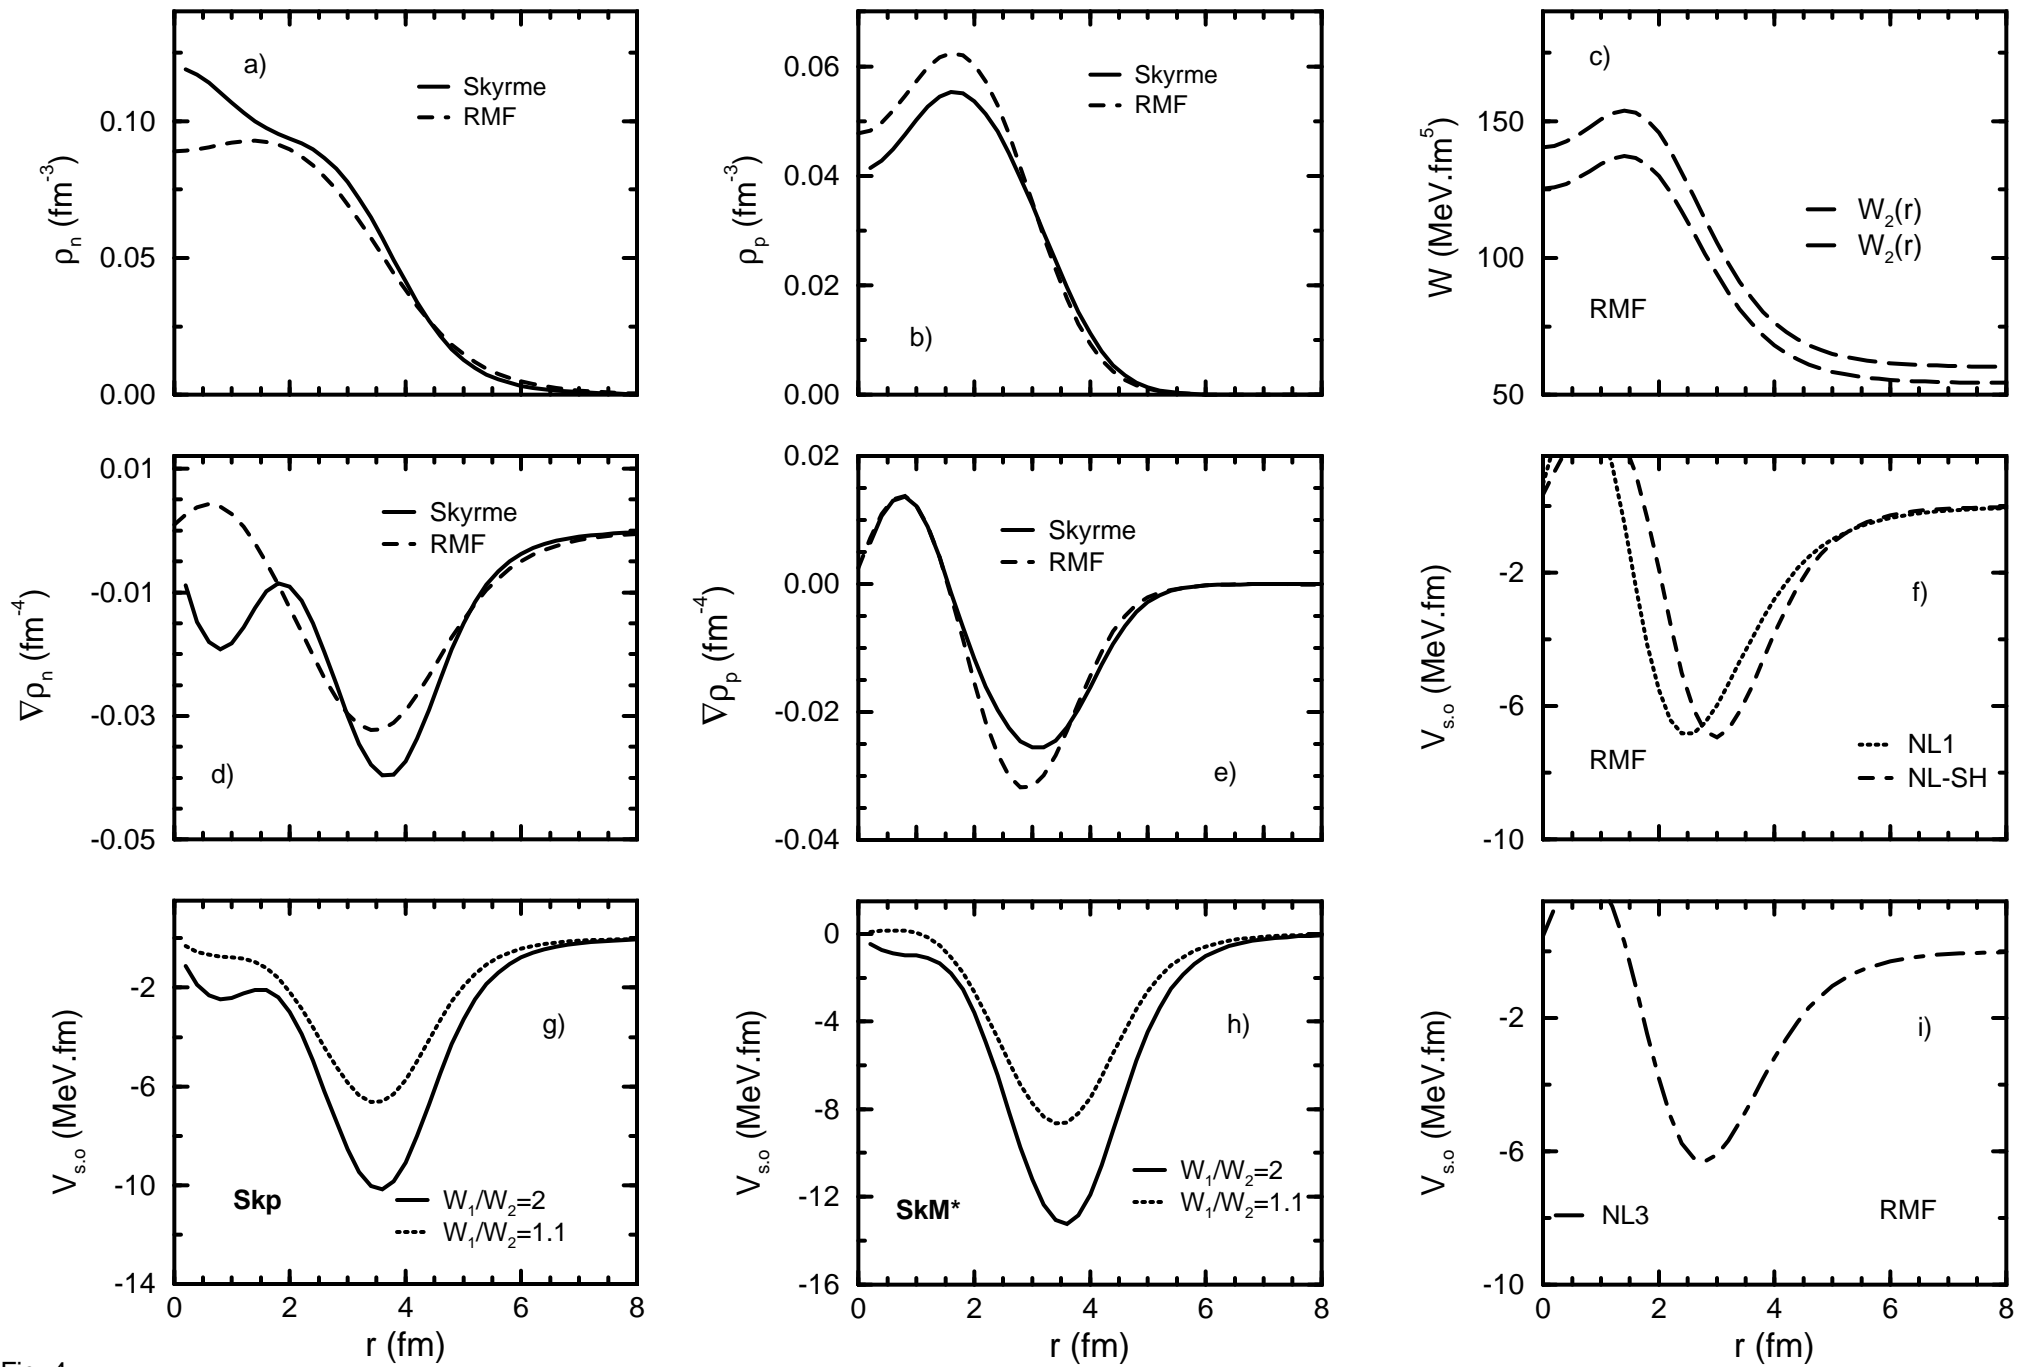 a)
Skyrme
RMF
0.10
0.05
0.00
ρn (fm-3)
b)
Skyrme
RMF
0.06
0.04
0.02
0.00
ρp (fm-3)
c)
W2(r)
W2(r)
RMF
150
100
50
W (MeV.fm5)
d)
Skyrme
RMF
0.01
-0.01
-0.03
-0.05
∇ρn (fm-4)
e)
Skyrme
RMF
0.02
0.00
-0.02
-0.04
∇ρp (fm-4)
f)
RMF
NL1
NL-SH
-2
-6
-10
Vs.o (MeV.fm)
g)
Skp
W1/W2=2
W1/W2=1.1
-2
-6
-10
-14
Vs.o (MeV.fm)
0 2 4 6 8
r (fm)
h)
SkM*
W1/W2=2
W1/W2=1.1
0
-4
-8
-12
-16
Vs.o (MeV.fm)
0 2 4 6 8
r (fm)
i)
NL3
RMF
-2
-6
-10
Vs.o (MeV.fm)
0 2 4 6 8
r (fm)